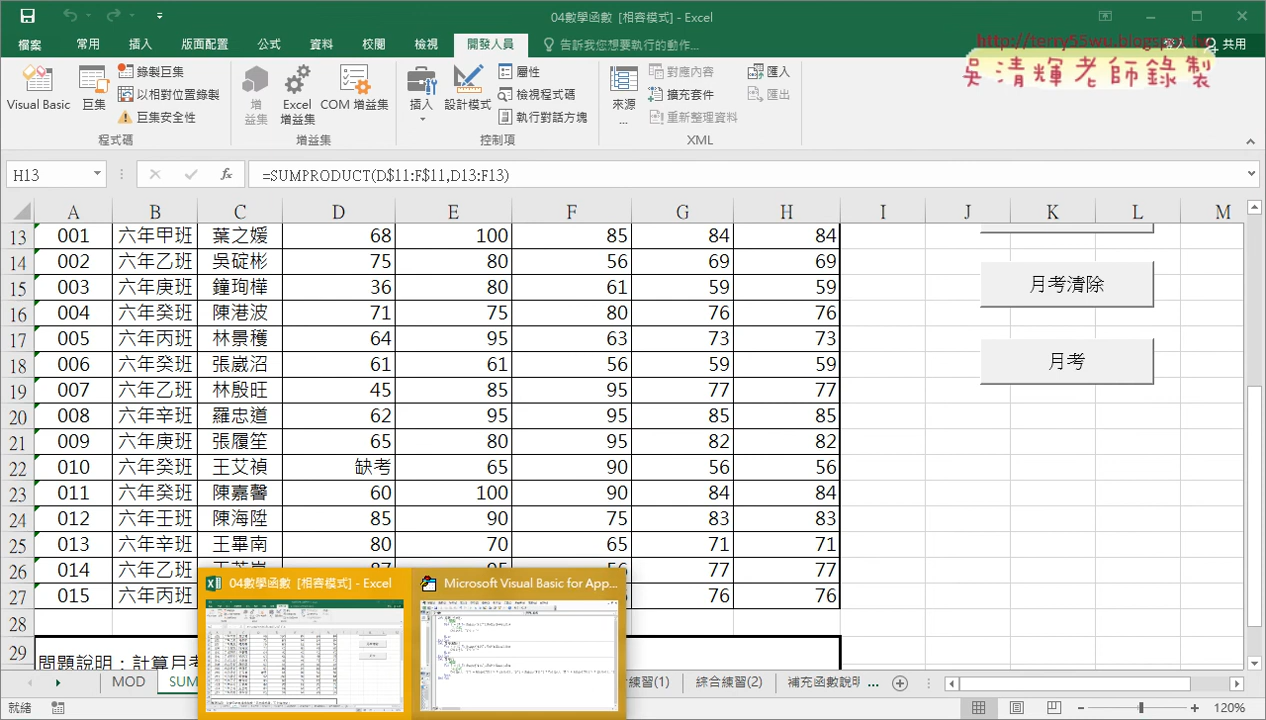 04數學函數 [相容模式] - Excel
檔案 常用 插入 版面配置 公式 資料 校閱 檢視 開發人員 告訴我您想要執行的動作... 登入 共用
http://terry55wu.blogspot.tw
吳清輝老師錄製
Visual Basic 巨集 錄製巨集 以相對位置錄製 巨集安全性 程式碼
增益集 Excel 增益集 COM 增益集 增益集
插入 設計模式 屬性 檢視程式碼 執行對話方塊 控制項
來源... 對應內容 擴充套件 重新整理資料 匯入 匯出 XML
H13 fx =SUMPRODUCT(D$11:F$11,D13:F13)
A B C D E F G H I J K L M
13 001 六年甲班 葉之媛 68 100 85 84 84
14 002 六年乙班 吳碇彬 75 80 56 69 69
15 003 六年庚班 鐘珣樺 36 80 61 59 59
16 004 六年癸班 陳港波 71 75 80 76 76
17 005 六年丙班 林景穫 64 95 63 73 73
18 006 六年癸班 張崴沼 61 61 56 59 59
19 007 六年乙班 林殷旺 45 85 95 77 77
20 008 六年辛班 羅忠道 62 95 95 85 85
21 009 六年庚班 張履笙 65 80 95 82 82
22 010 六年癸班 王艾禎 缺考 65 90 56 56
23 011 六年癸班 陳嘉馨 60 100 90 84 84
24 012 六年壬班 陳海陞 85 90 75 83 83
25 013 六年辛班 王畢南 80 70 65 71 71
26 014 六年乙班 77 77
27 015 六年丙班 76 76
28
29 問題說明：計算月考
月考清除
月考
04數學函數 [相容模式] - Excel
Microsoft Visual Basic for App...
MOD SUM 練習(1) 綜合練習(2) 補充函數說明 ...
就緒 120%